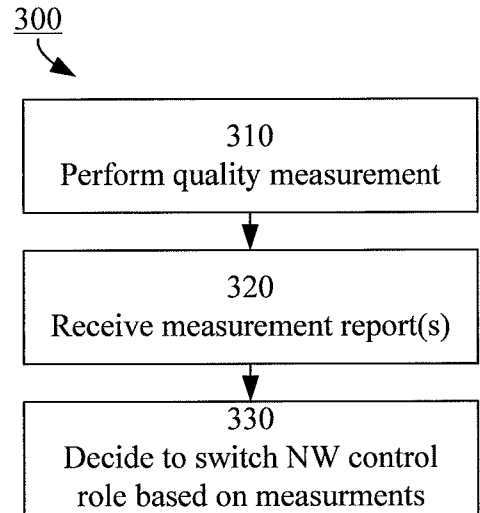 300
310
Perform quality measurement
320
Receive measurement report(s)
330
Decide to switch NW control
role based on measurments